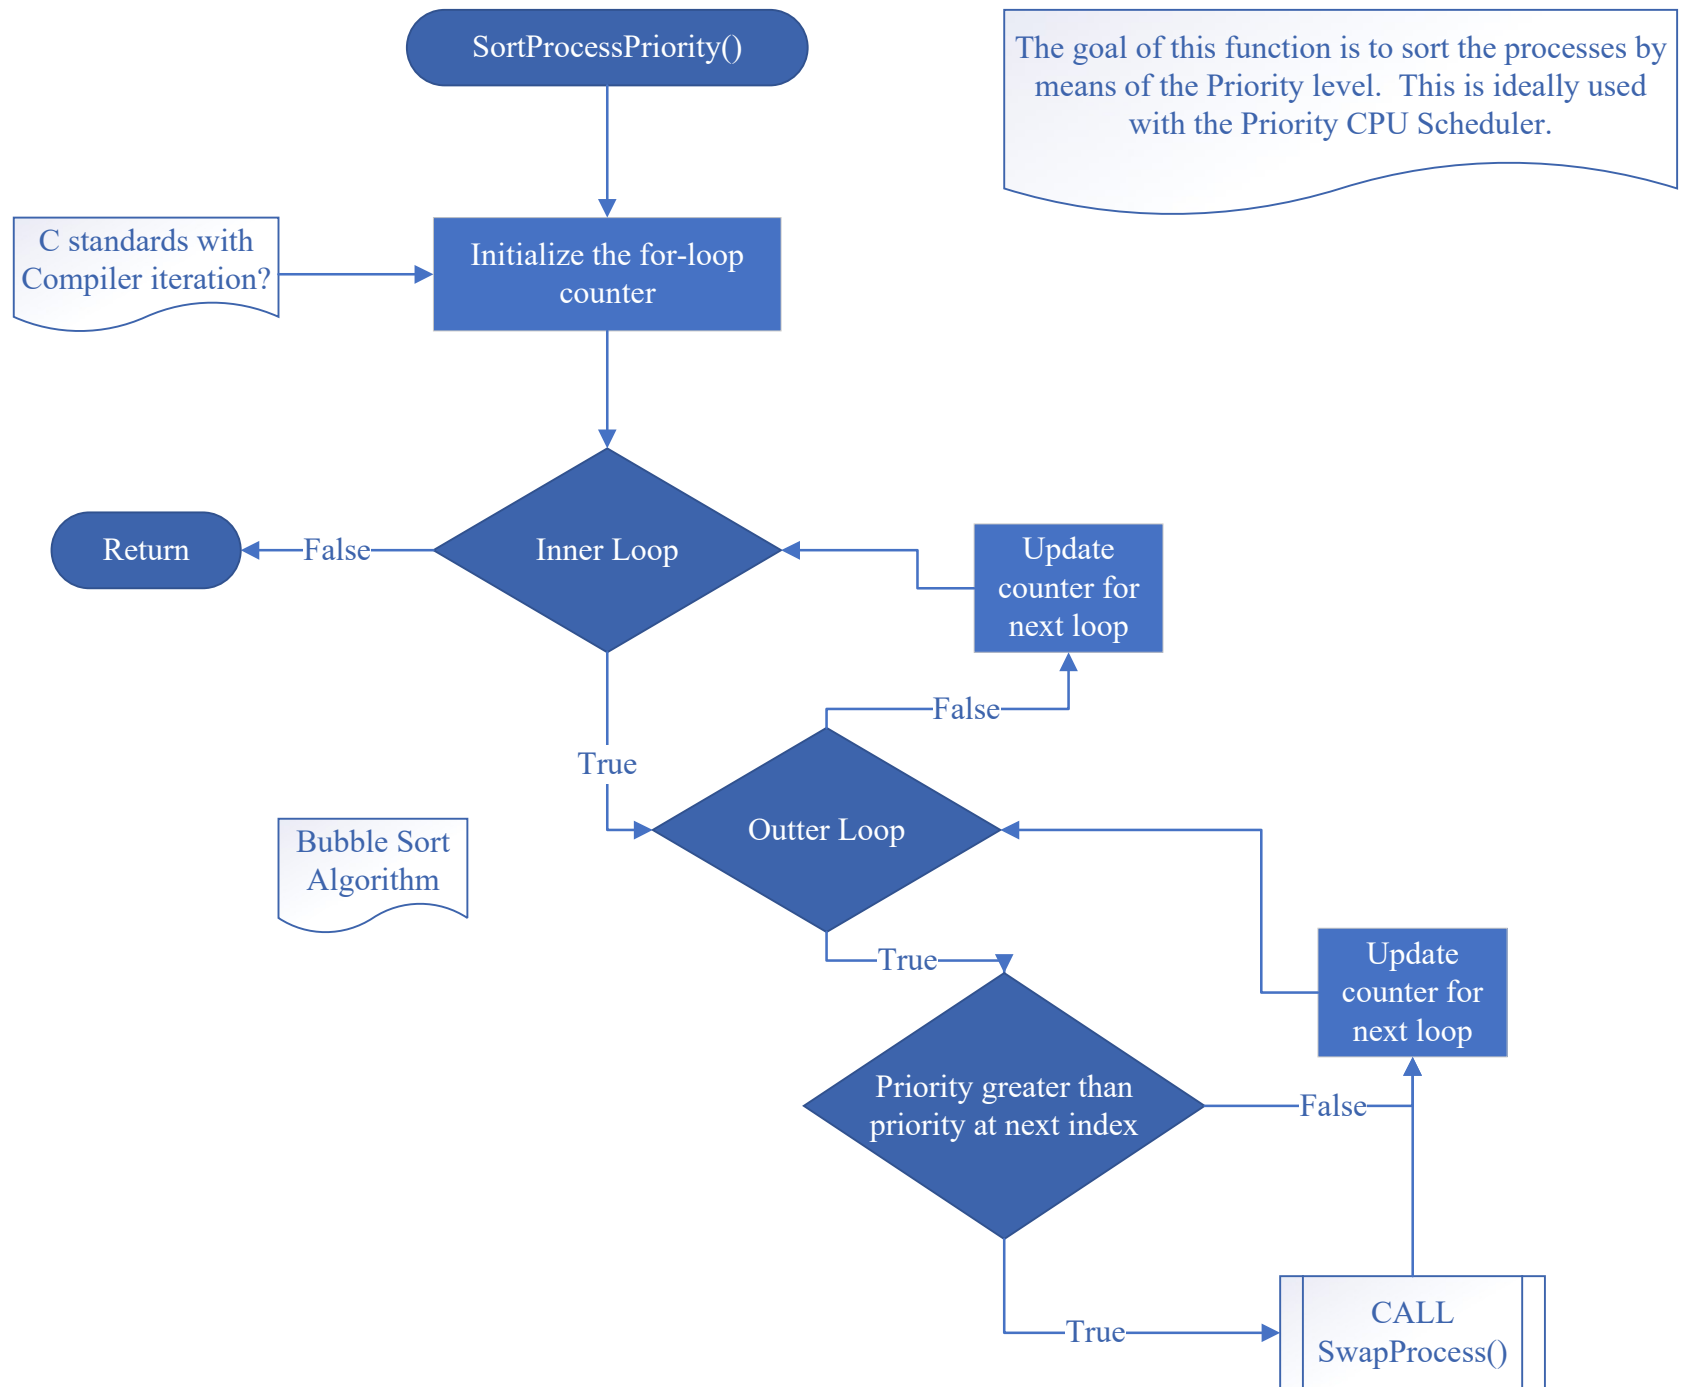 SortProcessPriority()
The goal of this function is to sort the processes by
means of the Priority level.  This is ideally used
with the Priority CPU Scheduler.
C standards with
Compiler iteration?
Initialize the for-loop
counter
Return
False
Inner Loop
Update
counter for
next loop
False
True
Outter Loop
Bubble Sort
Algorithm
True
Update
counter for
next loop
Priority greater than
priority at next index
False
True
CALL
SwapProcess()